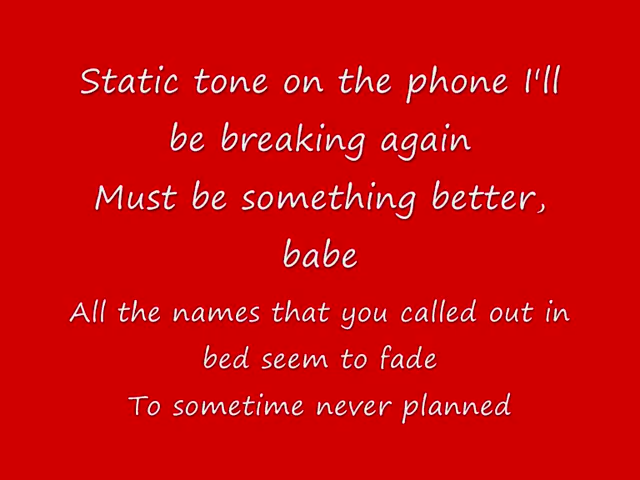 Static tone on the phone I'll
be breaking again
Must be something better,
babe
All the names that you called out in
bed seem to fade
To sometime never planned